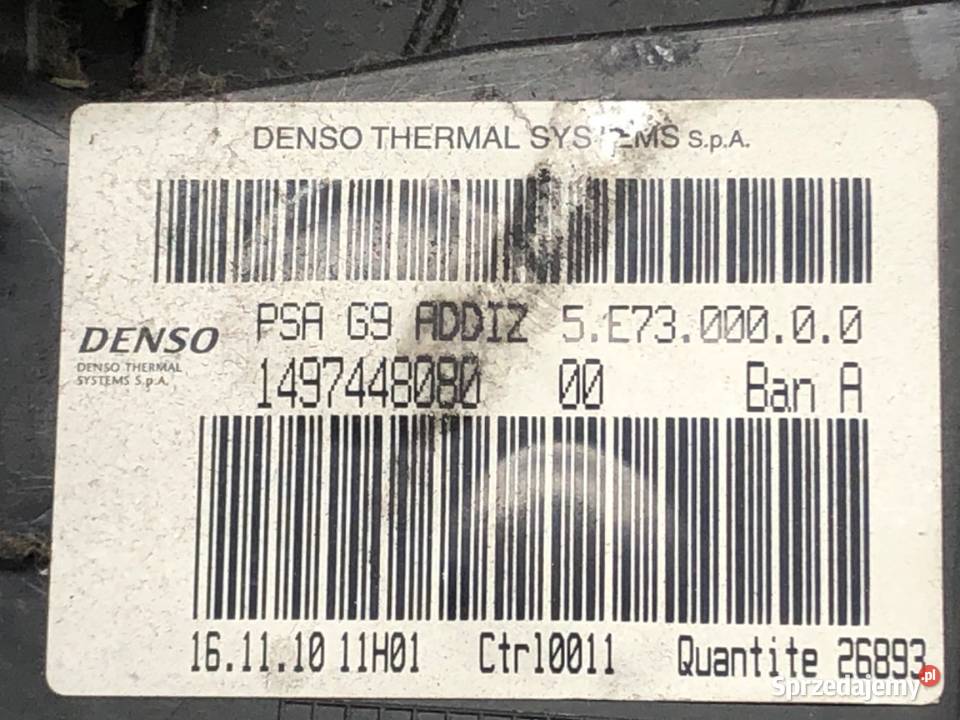 DENSO THERMAL SYSTEMS S.p.A.
PSA G9 ADDIZ 5.E73.000.0.0
DENSO
DENSO THERMAL
SYSTEMS S.p.A.
1497448080 00 Ban A
16.11.10 11H01 Ctrl0011 Quantite 26893
Sprzedajemy.pl